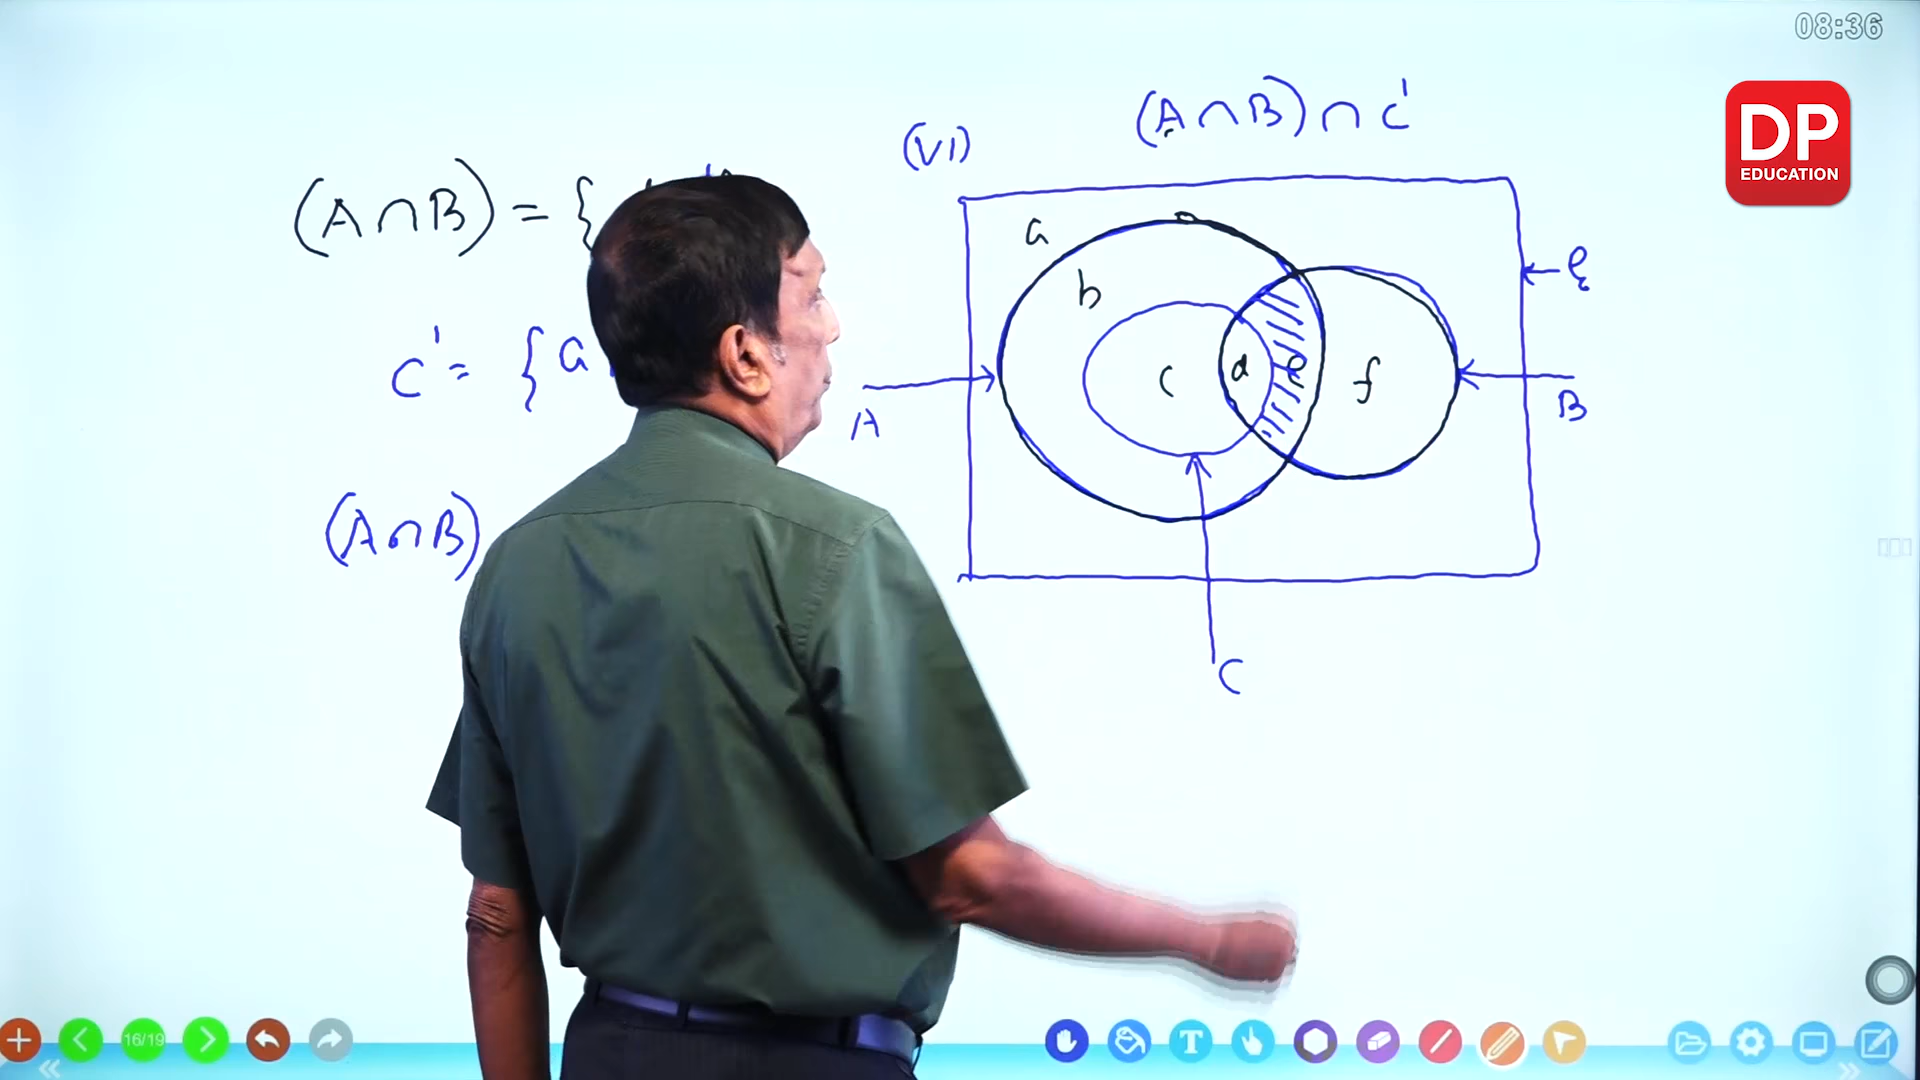 08:36
DP
EDUCATION
(VI)
(A∩B)∩C'
(A∩B) = {
C' = { a
(A∩B)
a
b
c
d
e
f
A
B
C
16/19
T